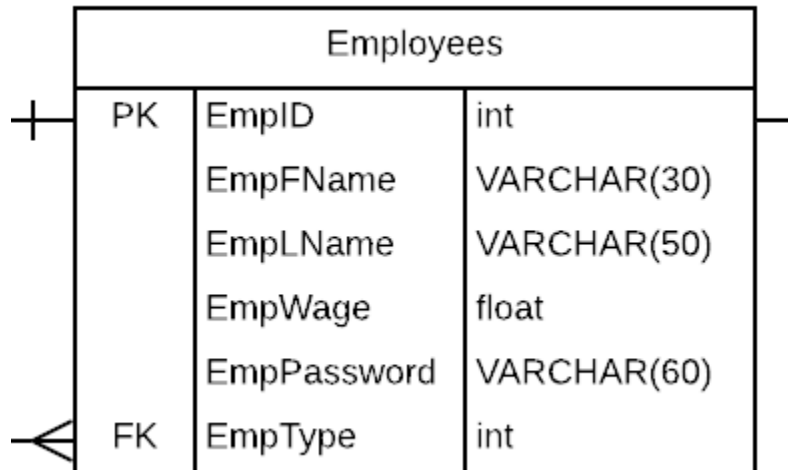 Employees
PK EmpID int
EmpFName VARCHAR(30)
EmpLName VARCHAR(50)
EmpWage float
EmpPassword VARCHAR(60)
FK EmpType int